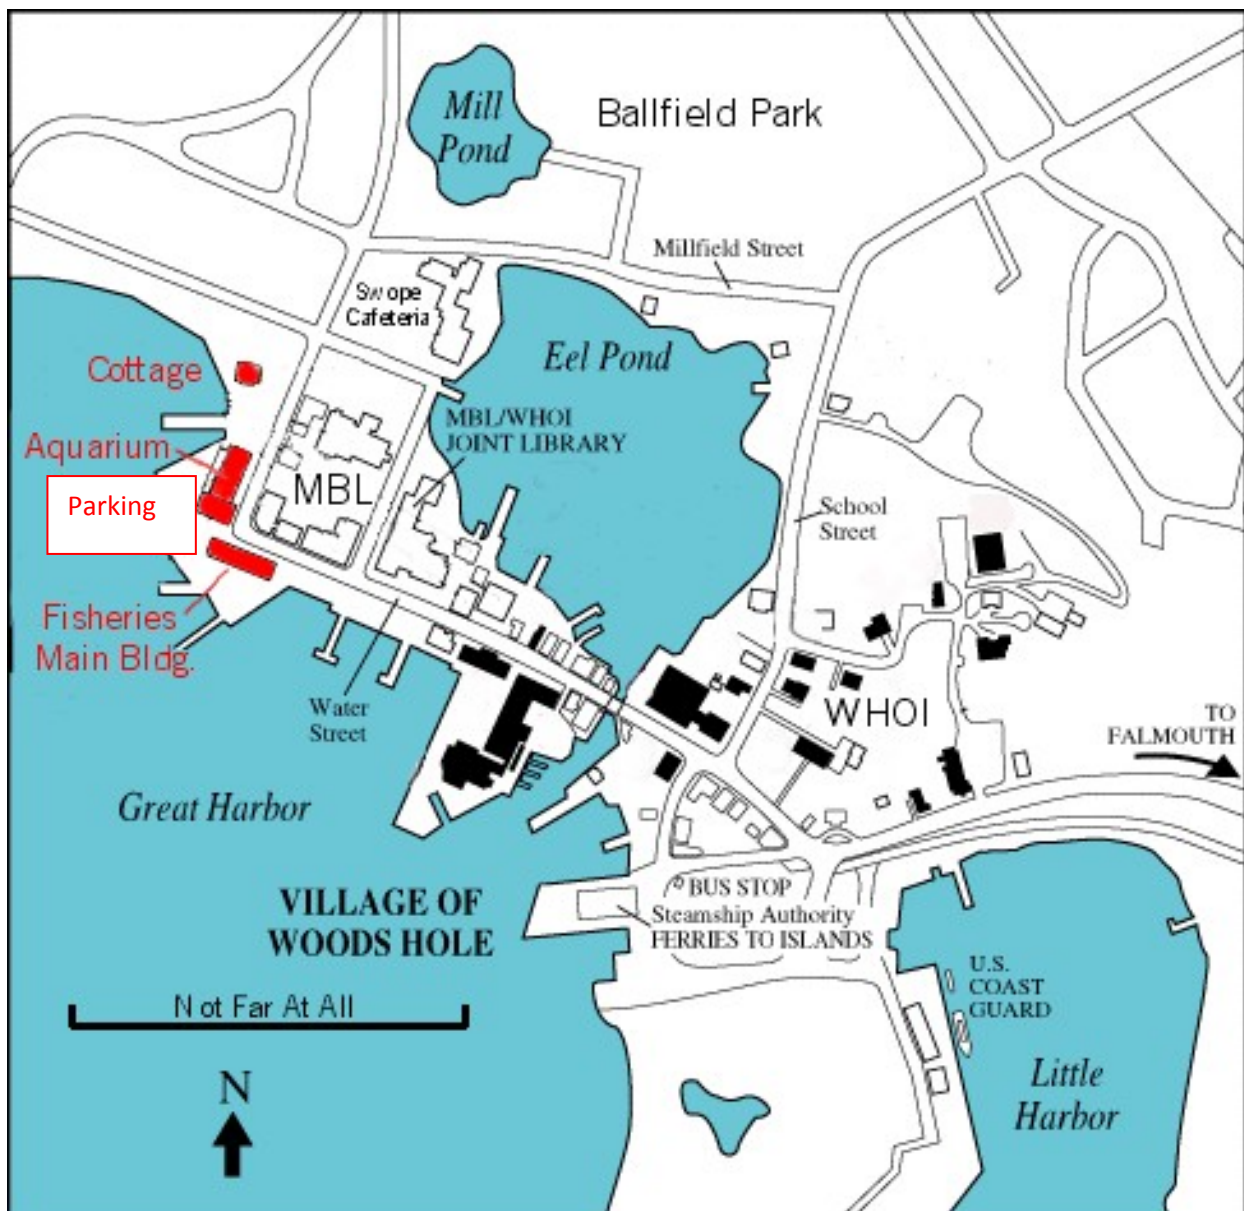 Mill
Pond
Ballfield Park
Millfield Street
Swope
Cafeteria
Eel Pond
Cottage
MBL/WHOI
JOINT LIBRARY
Aquarium
MBL
Parking
School
Street
Fisheries
Main Bldg.
Water
Street
WHOI
TO
FALMOUTH
Great Harbor
VILLAGE OF
WOODS HOLE
BUS STOP
Steamship Authority
FERRIES TO ISLANDS
U.S.
COAST
GUARD
Not Far At All
N
Little
Harbor